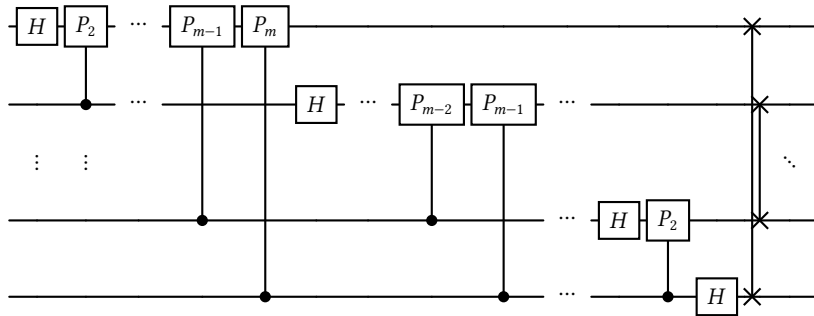 H P₂ ⋯ Pₘ₋₁ Pₘ
⋯ H ⋯ Pₘ₋₂ Pₘ₋₁ ⋯
⋮ ⋮ ⋱
⋯ H P₂
⋯ H